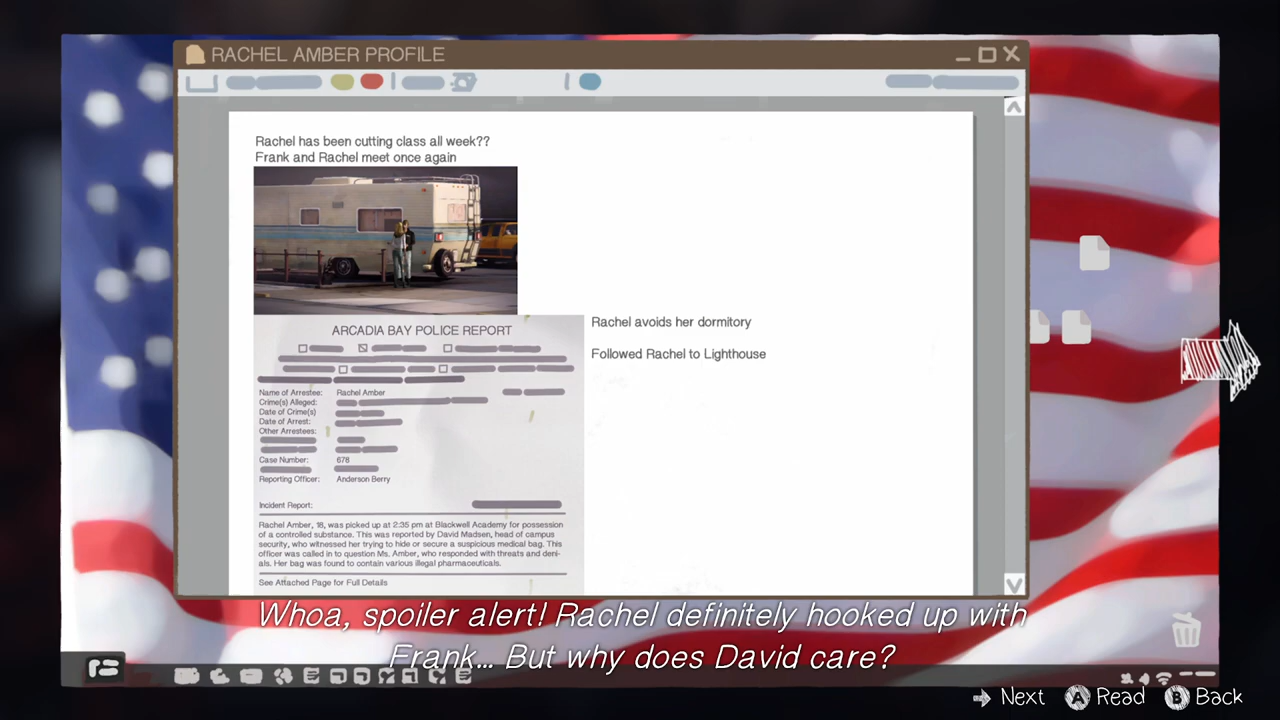 RACHEL AMBER PROFILE
Rachel has been cutting class all week??
Frank and Rachel meet once again
ARCADIA BAY POLICE REPORT
Name of Arrestee: Rachel Amber
Crime(s) Alleged:
Date of Crime(s)
Date of Arrest:
Other Arrestees:
Case Number: 678
Reporting Officer: Anderson Berry
Incident Report:
Rachel Amber, 18, was picked up at 2:35 pm at Blackwell Academy for possession
of a controlled substance. This was reported by David Madsen, head of campus
security, who witnessed her trying to hide or secure a suspicious medical bag. This
officer was called in to question Ms. Amber, who responded with threats and deni-
als. Her bag was found to contain various illegal pharmaceuticals.
See Attached Page for Full Details
Rachel avoids her dormitory
Followed Rachel to Lighthouse
Whoa, spoiler alert! Rachel definitely hooked up with
Frank... But why does David care?
Next A Read B Back